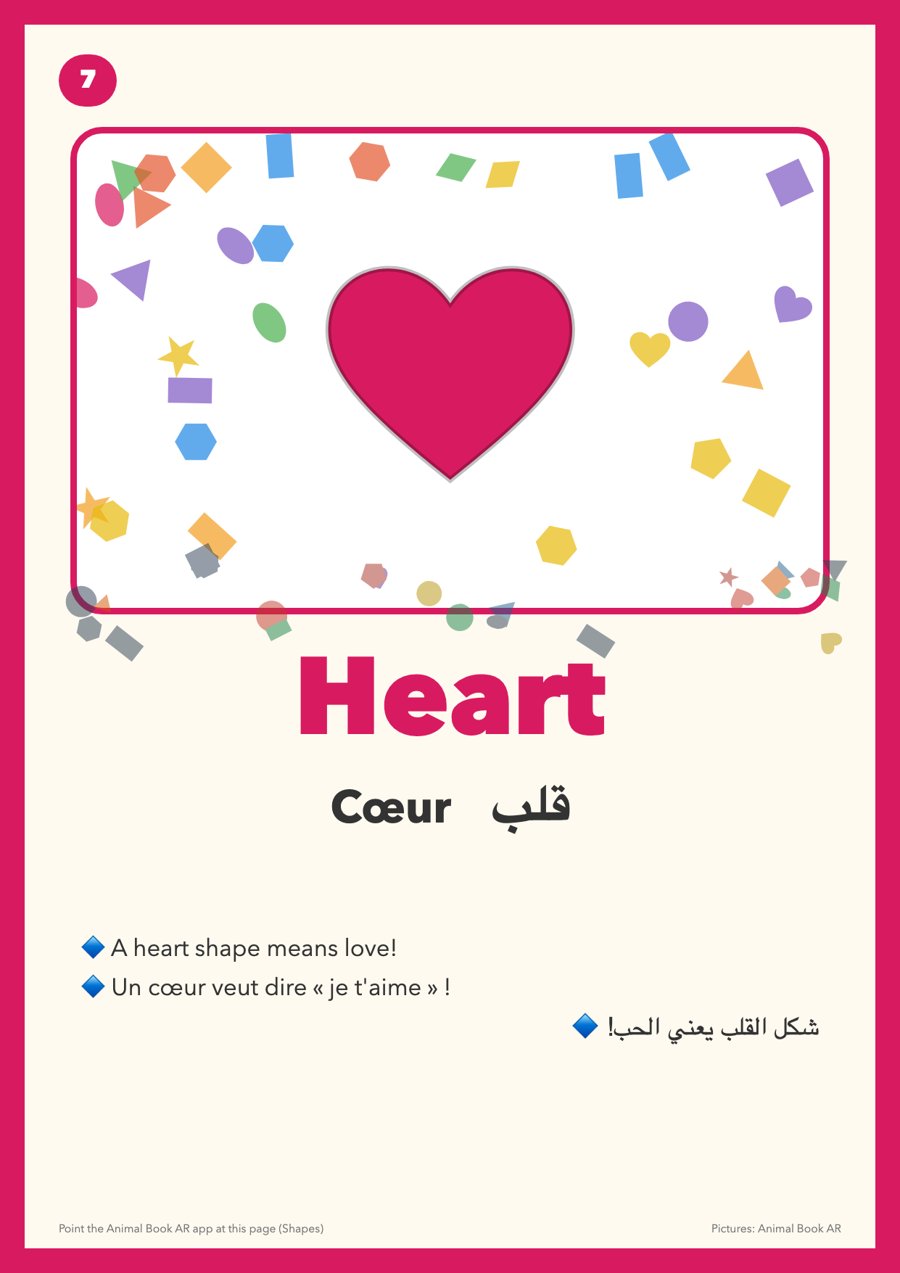 7
Heart
Cœur قلب
🔷 A heart shape means love!
🔷 Un cœur veut dire « je t'aime » !
شكل القلب يعني الحب! 🔷
Point the Animal Book AR app at this page (Shapes)
Pictures: Animal Book AR